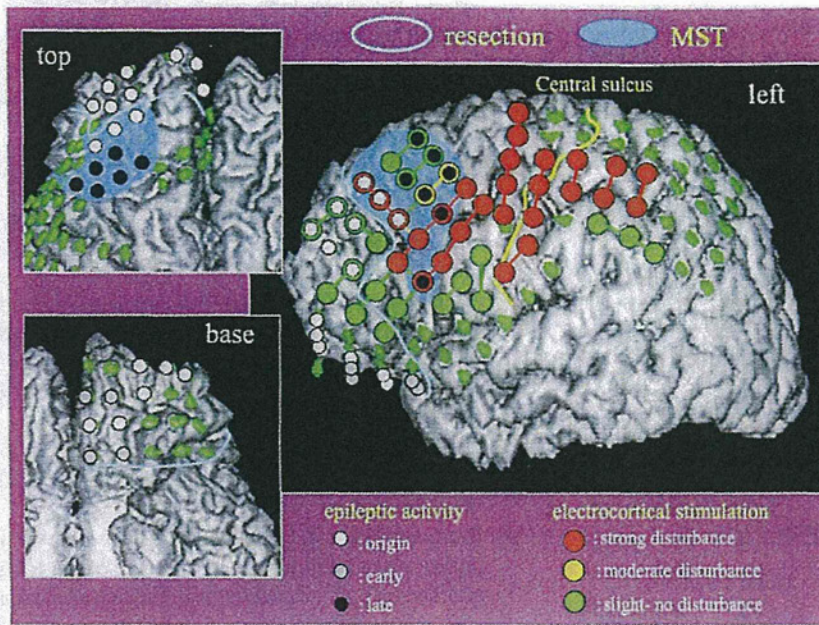 resection
MST
top
Central sulcus
left
base
epileptic activity
: origin
: early
: late
electrocortical stimulation
: strong disturbance
: moderate disturbance
: slight- no disturbance